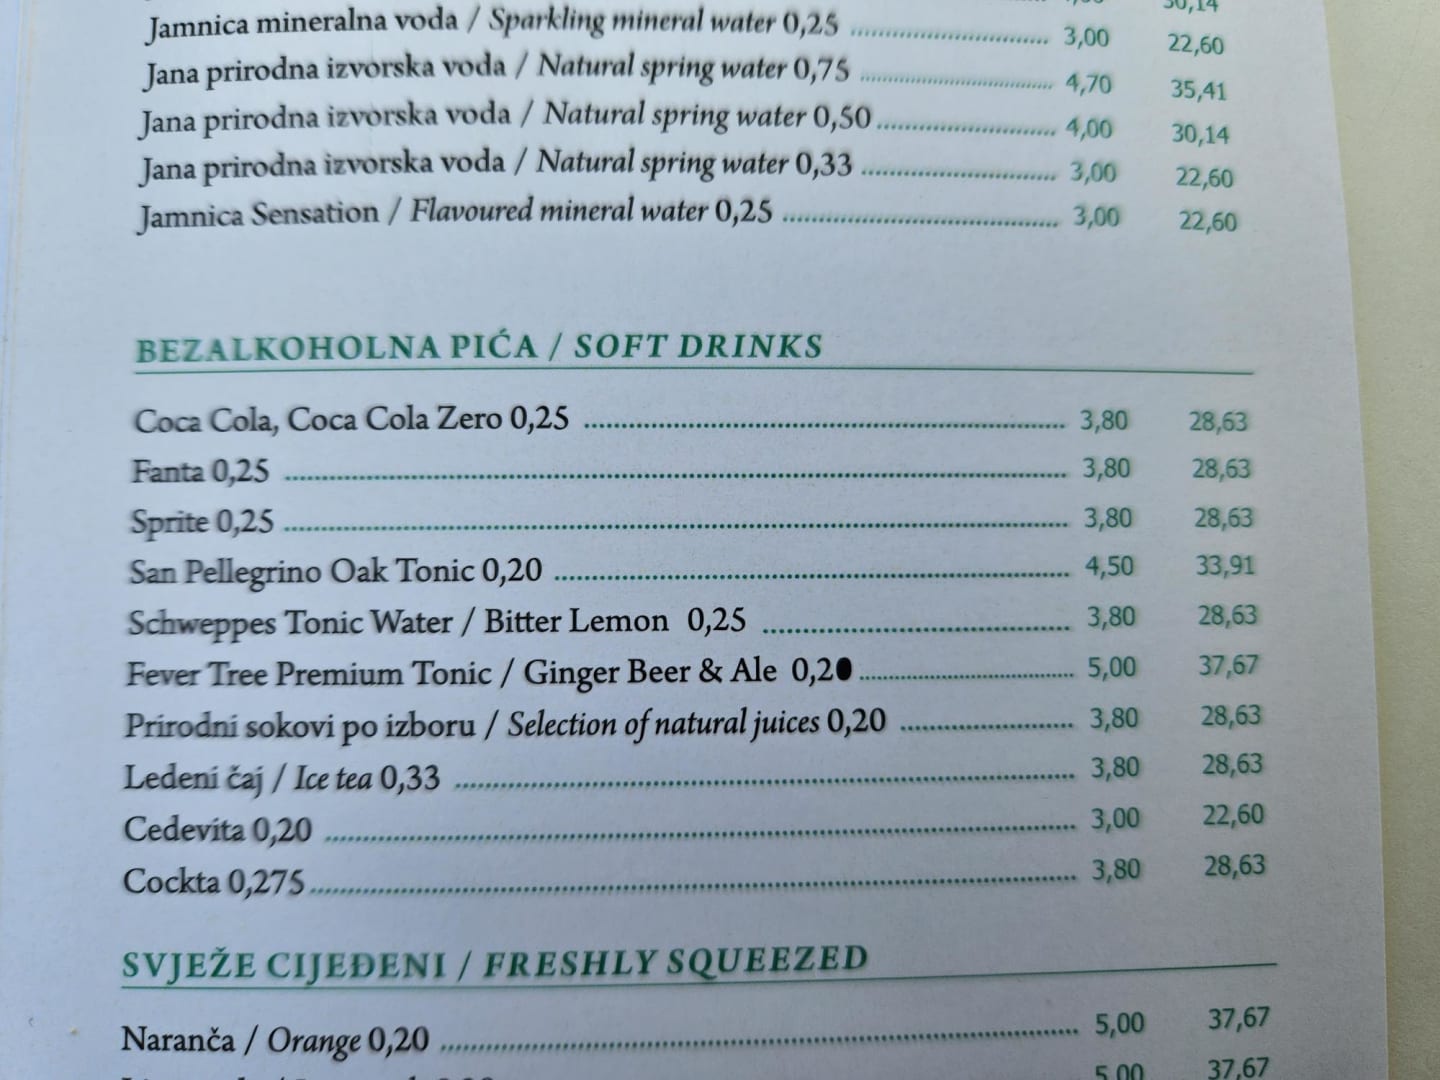 30,14
Jamnica mineralna voda / Sparkling mineral water 0,25 3,00 22,60
Jana prirodna izvorska voda / Natural spring water 0,75 4,70 35,41
Jana prirodna izvorska voda / Natural spring water 0,50 4,00 30,14
Jana prirodna izvorska voda / Natural spring water 0,33 3,00 22,60
Jamnica Sensation / Flavoured mineral water 0,25 3,00 22,60
BEZALKOHOLNA PIĆA / SOFT DRINKS
Coca Cola, Coca Cola Zero 0,25 3,80 28,63
Fanta 0,25 3,80 28,63
Sprite 0,25 3,80 28,63
San Pellegrino Oak Tonic 0,20 4,50 33,91
Schweppes Tonic Water / Bitter Lemon 0,25 3,80 28,63
Fever Tree Premium Tonic / Ginger Beer & Ale 0,20 5,00 37,67
Prirodni sokovi po izboru / Selection of natural juices 0,20 3,80 28,63
Ledeni čaj / Ice tea 0,33 3,80 28,63
Cedevita 0,20 3,00 22,60
Cockta 0,275 3,80 28,63
SVJEŽE CIJEĐENI / FRESHLY SQUEEZED
Naranča / Orange 0,20 5,00 37,67
5,00 37,67